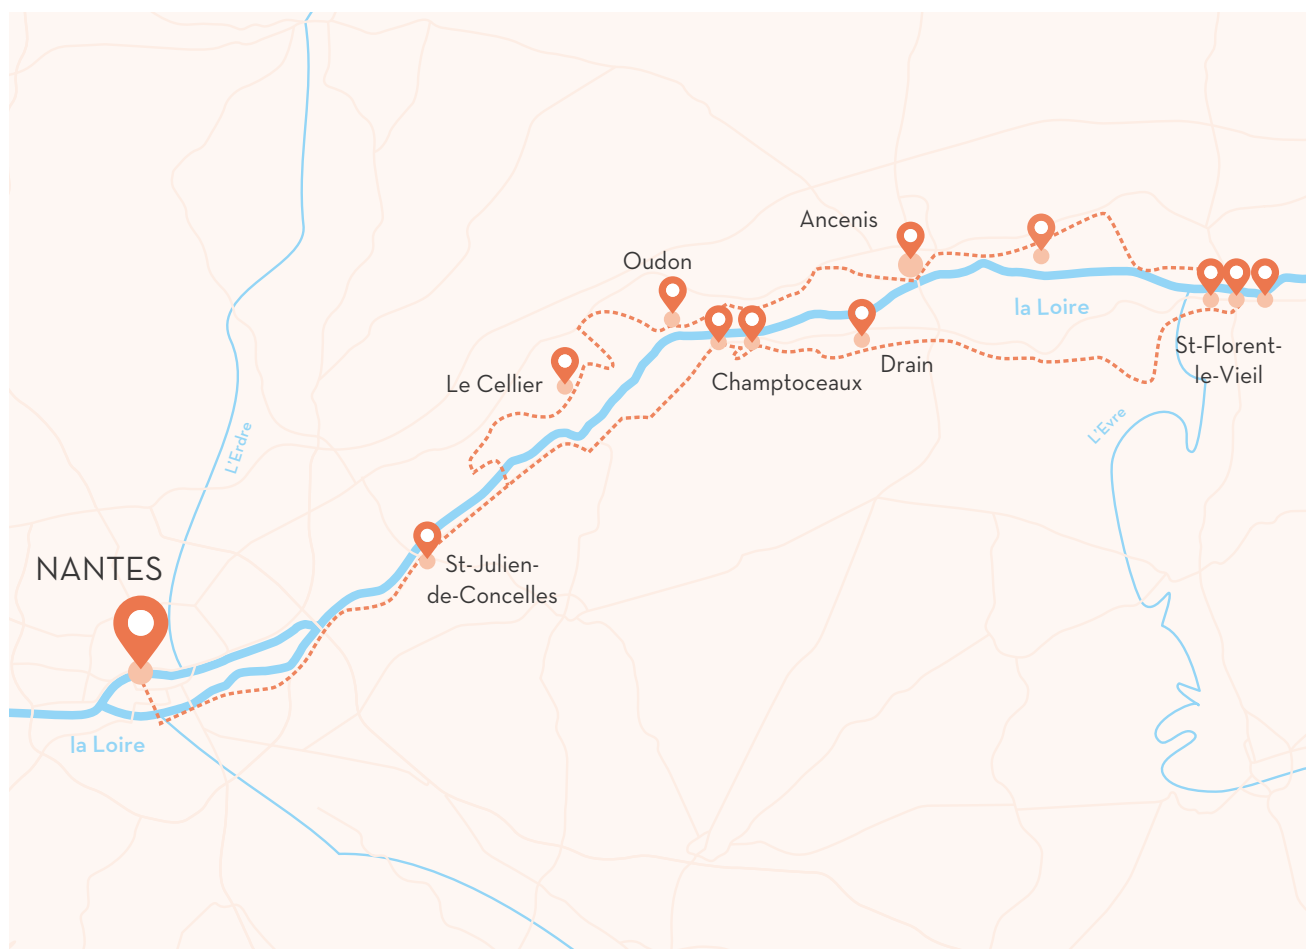 Ancenis
Oudon
la Loire
St-Florent-
le-Vieil
Drain
Le Cellier
Champtoceaux
L'Evre
L'Erdre
NANTES
St-Julien-
de-Concelles
la Loire